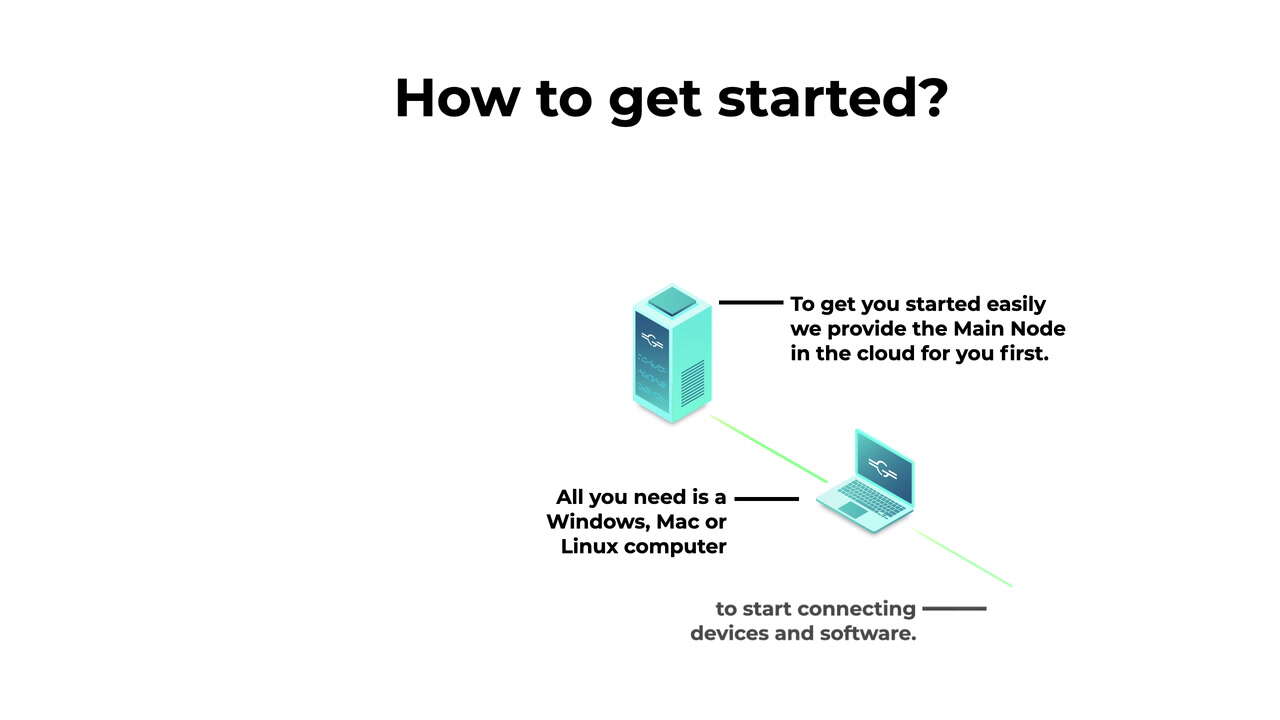 How to get started?
To get you started easily
we provide the Main Node
in the cloud for you first.
All you need is a
Windows, Mac or
Linux computer
to start connecting
devices and software.